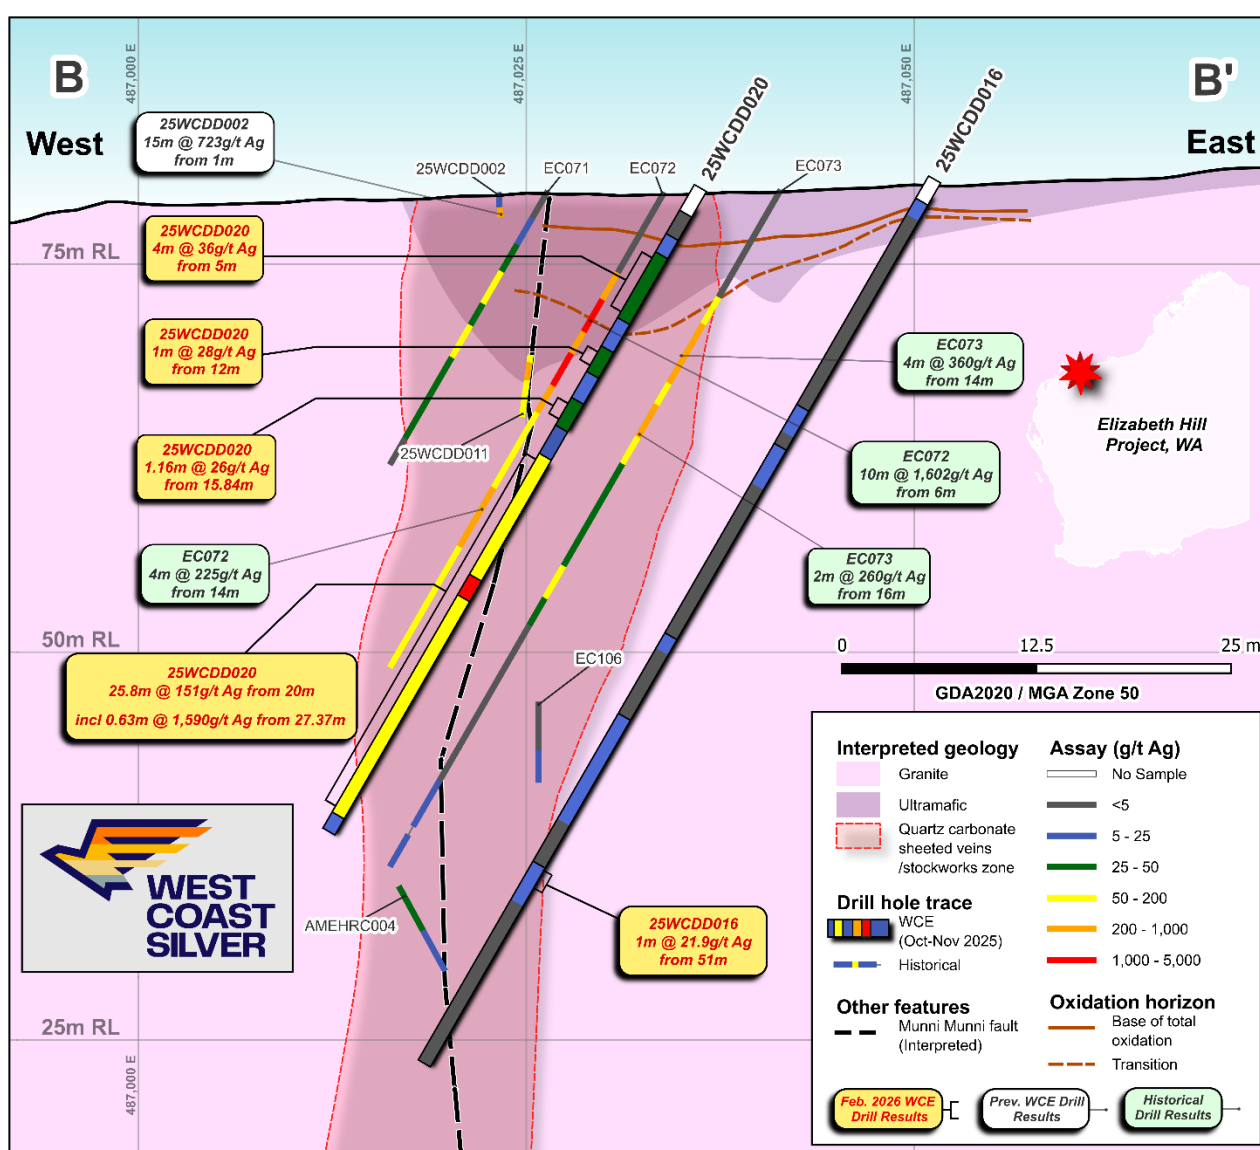 B
West
B'
East
487,000 E
487,025 E
487,050 E
25WCDD002
15m @ 723g/t Ag
from 1m
25WCDD002
EC071
EC072
25WCDD020
EC073
25WCDD016
25WCDD020
4m @ 36g/t Ag
from 5m
75m RL
25WCDD020
1m @ 28g/t Ag
from 12m
EC073
4m @ 360g/t Ag
from 14m
Elizabeth Hill
Project, WA
25WCDD020
1.16m @ 26g/t Ag
from 15.84m
25WCDD011
EC072
10m @ 1,602g/t Ag
from 6m
EC072
4m @ 225g/t Ag
from 14m
EC073
2m @ 260g/t Ag
from 16m
50m RL
EC106
0
12.5
25 m
GDA2020 / MGA Zone 50
25WCDD020
25.8m @ 151g/t Ag from 20m
incl 0.63m @ 1,590g/t Ag from 27.37m
WEST
COAST
SILVER
AMEHRC004
25WCDD016
1m @ 21.9g/t Ag
from 51m
25m RL
487,000 E
Interpreted geology
Granite
Ultramafic
Quartz carbonate
sheeted veins
/stockworks zone
Drill hole trace
WCE
(Oct-Nov 2025)
Historical
Other features
Munni Munni fault
(Interpreted)
Assay (g/t Ag)
No Sample
<5
5 - 25
25 - 50
50 - 200
200 - 1,000
1,000 - 5,000
Oxidation horizon
Base of total
oxidation
Transition
Feb. 2026 WCE
Drill Results
Prev. WCE Drill
Results
Historical
Drill Results